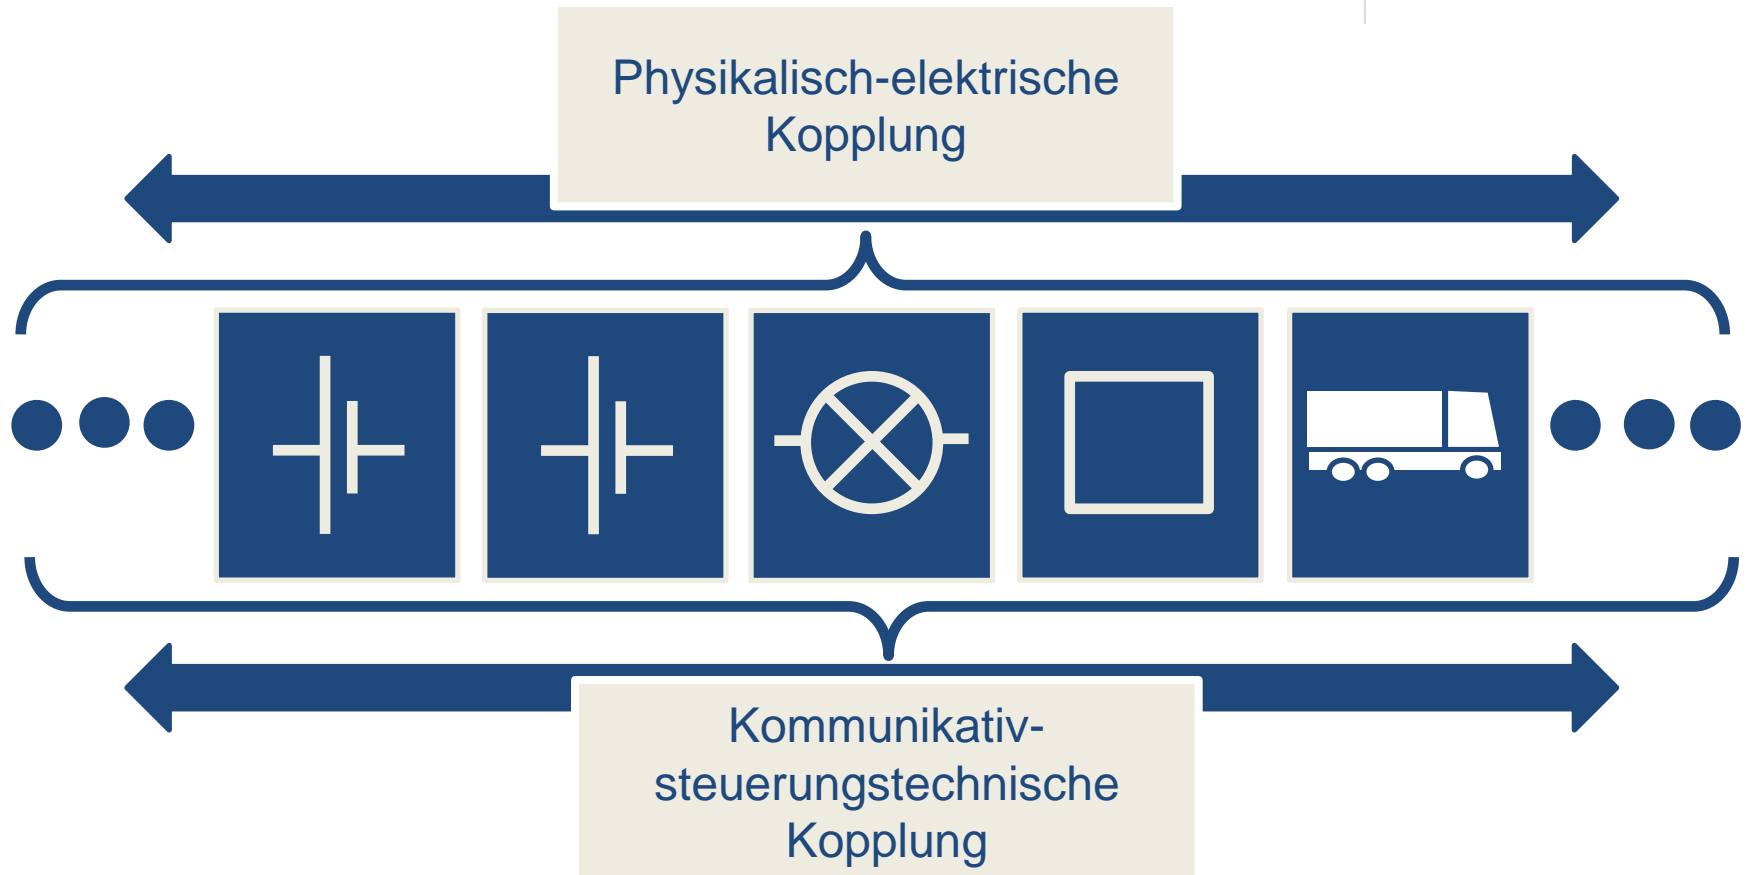 Physikalisch-elektrische
Kopplung
Kommunikativ-
steuerungstechnische
Kopplung